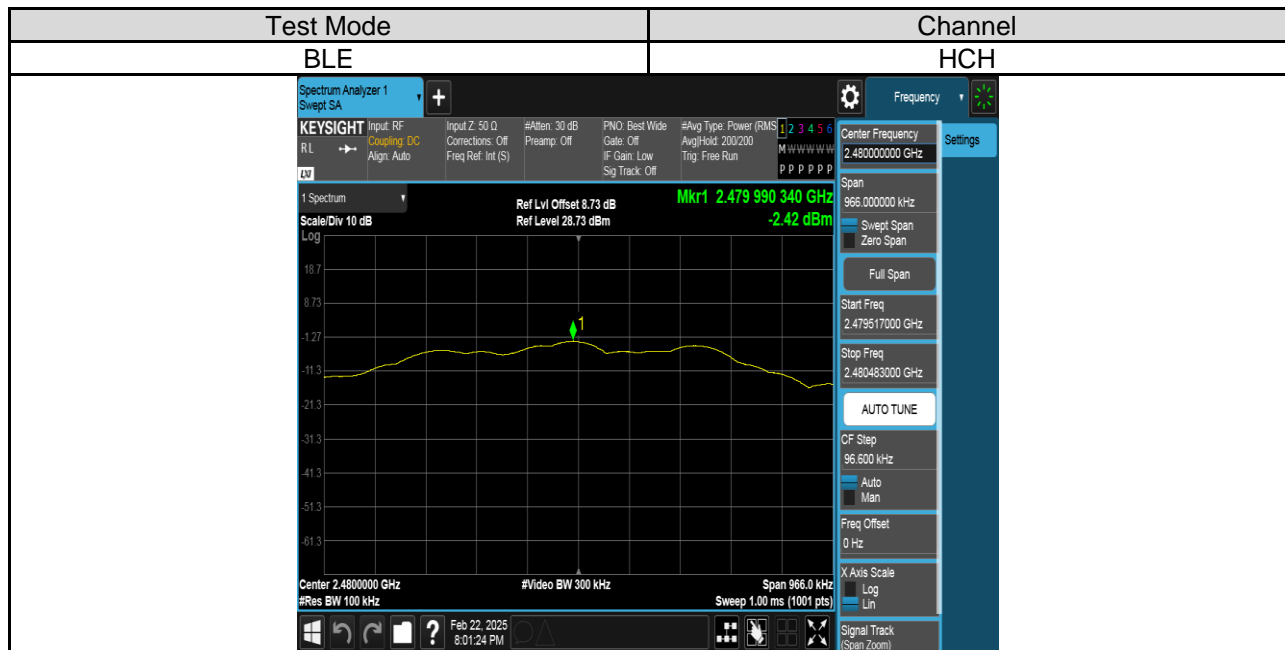 Test Mode Channel
BLE HCH
Spectrum Analyzer 1
Swept SA
+
Frequency
KEYSIGHT
RL
LXI
Input: RF
Coupling: DC
Align: Auto
Input Z: 50 Ω
Corrections: Off
Freq Ref: Int (S)
#Atten: 30 dB
Preamp: Off
PNO: Best Wide
Gate: Off
IF Gain: Low
Sig Track: Off
#Avg Type: Power (RMS
Avg|Hold: 200/200
Trig: Free Run
1 2 3 4 5 6
M W W W W W
P P P P P P
1 Spectrum
Scale/Div 10 dB
Log
Ref Lvl Offset 8.73 dB
Ref Level 28.73 dBm
Mkr1 2.479 990 340 GHz
-2.42 dBm
18.7
8.73
-1.27
-11.3
-21.3
-31.3
-41.3
-51.3
-61.3
1
Center 2.4800000 GHz
#Res BW 100 kHz
#Video BW 300 kHz
Span 966.0 kHz
Sweep 1.00 ms (1001 pts)
?
Feb 22, 2025
8:01:24 PM
Center Frequency
2.480000000 GHz
Settings
Span
966.000000 kHz
Swept Span
Zero Span
Full Span
Start Freq
2.479517000 GHz
Stop Freq
2.480483000 GHz
AUTO TUNE
CF Step
96.600 kHz
Auto
Man
Freq Offset
0 Hz
X Axis Scale
Log
Lin
Signal Track
(Span Zoom)